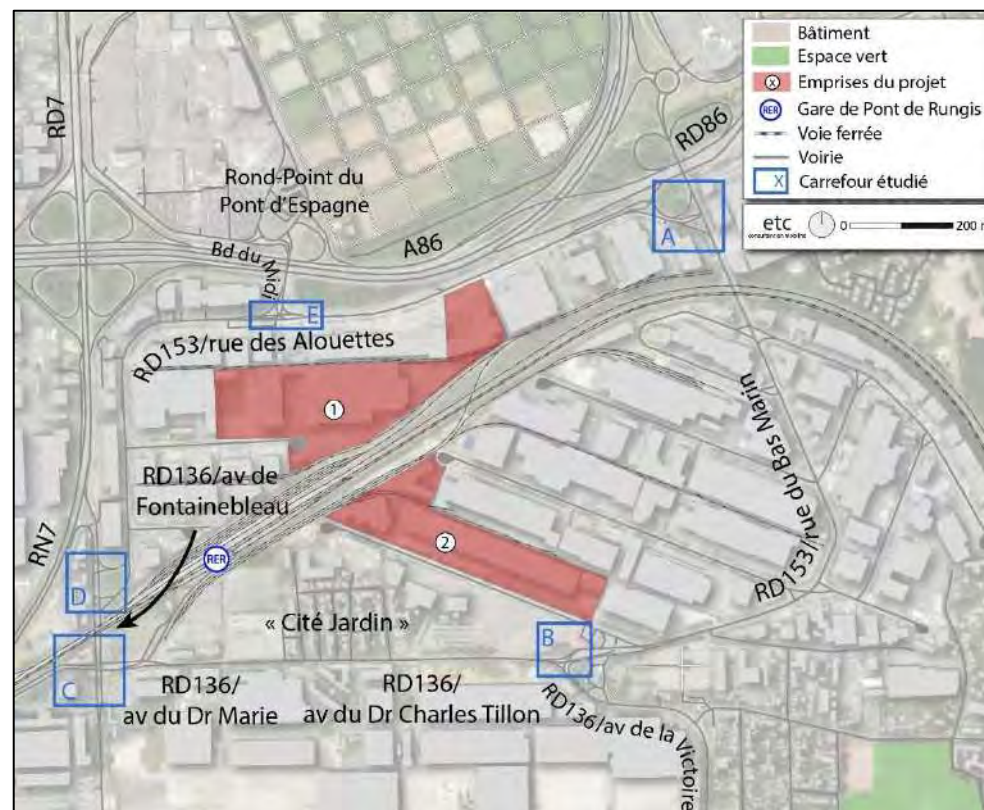 RD7
Rond-Point du
Pont d'Espagne
Bd du Midi
A86
RD86
A
E
RD153/rue des Alouettes
1
RD136/av de
Fontainebleau
RN7
RER
D
C
« Cité Jardin »
2
B
RD153/rue du Bas Marin
RD136/
av du Dr Marie
RD136/
av du Dr Charles Tillon
RD136/av de la Victoire
Bâtiment
Espace vert
x Emprises du projet
RER Gare de Pont de Rungis
Voie ferrée
Voirie
X Carrefour étudié
etc
0 200 m